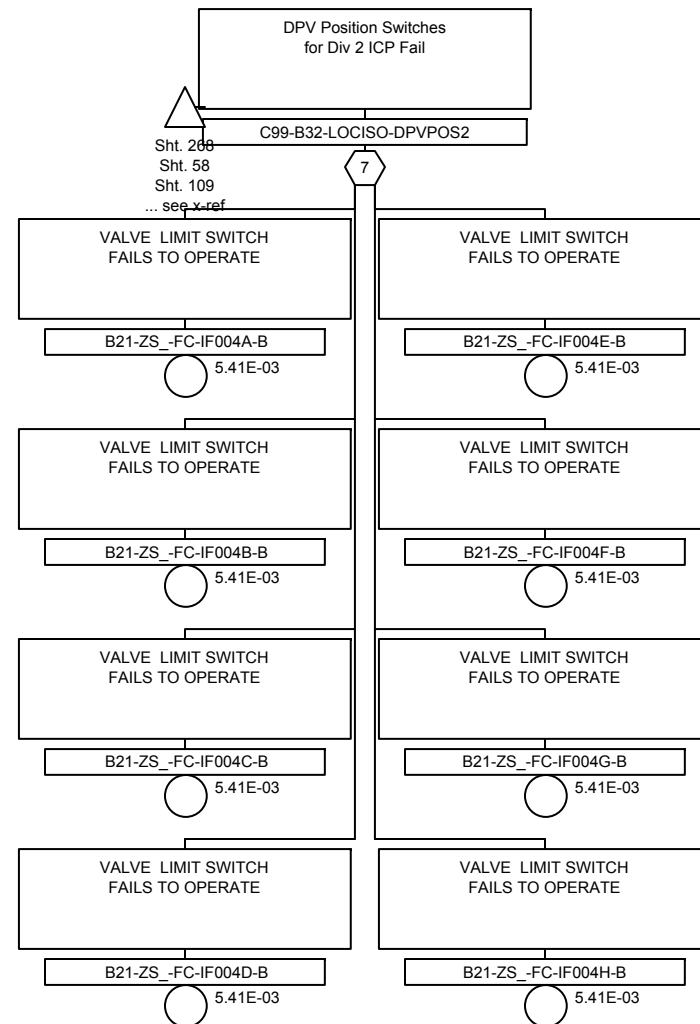 DPV Position Switches
for Div 2 ICP Fail
C99-B32-LOCISO-DPVPOS2
Sht. 268
Sht. 58
Sht. 109
... see x-ref
7
VALVE LIMIT SWITCH
FAILS TO OPERATE
B21-ZS_-FC-IF004A-B
5.41E-03
VALVE LIMIT SWITCH
FAILS TO OPERATE
B21-ZS_-FC-IF004E-B
5.41E-03
VALVE LIMIT SWITCH
FAILS TO OPERATE
B21-ZS_-FC-IF004B-B
5.41E-03
VALVE LIMIT SWITCH
FAILS TO OPERATE
B21-ZS_-FC-IF004F-B
5.41E-03
VALVE LIMIT SWITCH
FAILS TO OPERATE
B21-ZS_-FC-IF004C-B
5.41E-03
VALVE LIMIT SWITCH
FAILS TO OPERATE
B21-ZS_-FC-IF004G-B
5.41E-03
VALVE LIMIT SWITCH
FAILS TO OPERATE
B21-ZS_-FC-IF004D-B
5.41E-03
VALVE LIMIT SWITCH
FAILS TO OPERATE
B21-ZS_-FC-IF004H-B
5.41E-03